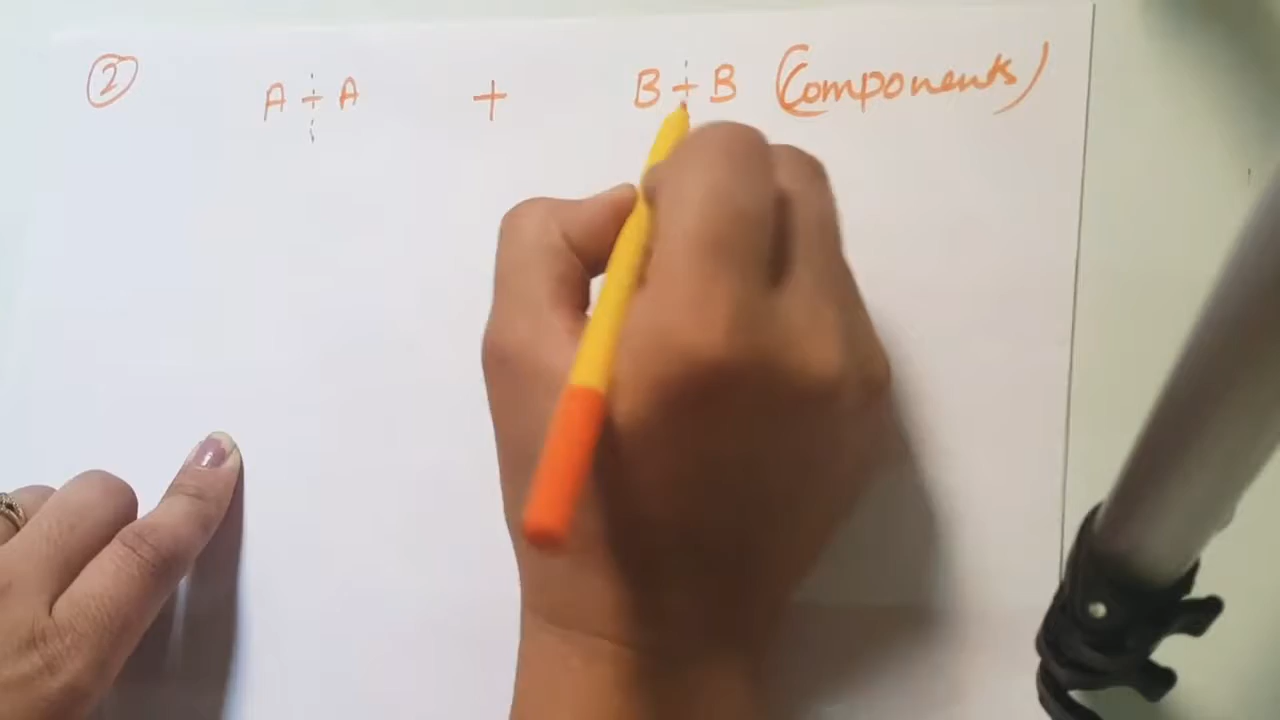 ② A + A + B + B (Components)